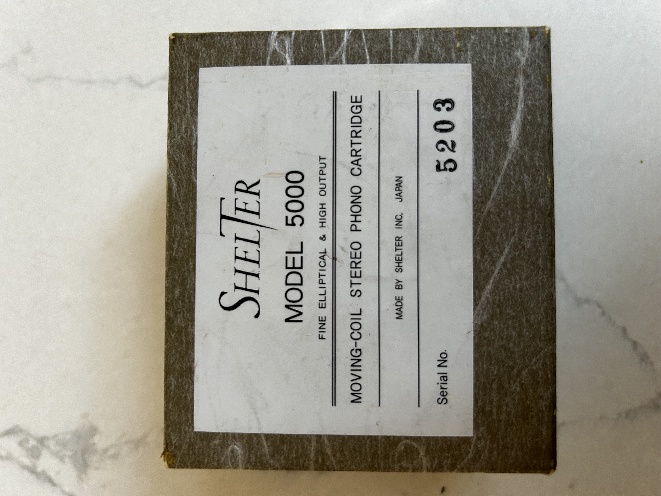 SHELTER
MODEL 5000
FINE ELLIPTICAL & HIGH OUTPUT
MOVING-COIL STEREO PHONO CARTRIDGE
MADE BY SHELTER INC. JAPAN
Serial No. 5203